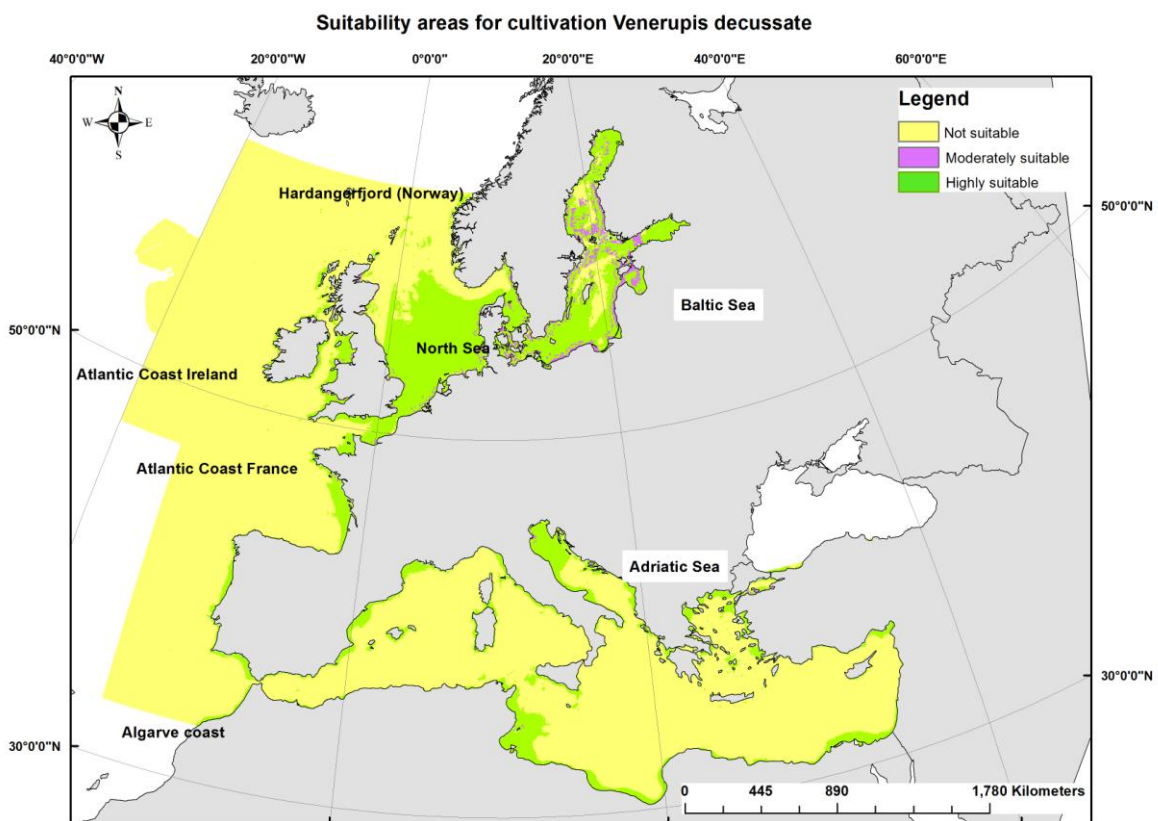 Suitability areas for cultivation Venerupis decussate
40°0'0"W 20°0'0"W 0°0'0" 20°0'0"E 40°0'0"E 60°0'0"E
N
W E
S
Legend
Not suitable
Moderately suitable
Highly suitable
Hardangerfjord (Norway)
50°0'0"N
Baltic Sea
50°0'0"N
North Sea
Atlantic Coast Ireland
Atlantic Coast France
Adriatic Sea
30°0'0"N
Algarve coast
30°0'0"N
0 445 890 1,780 Kilometers